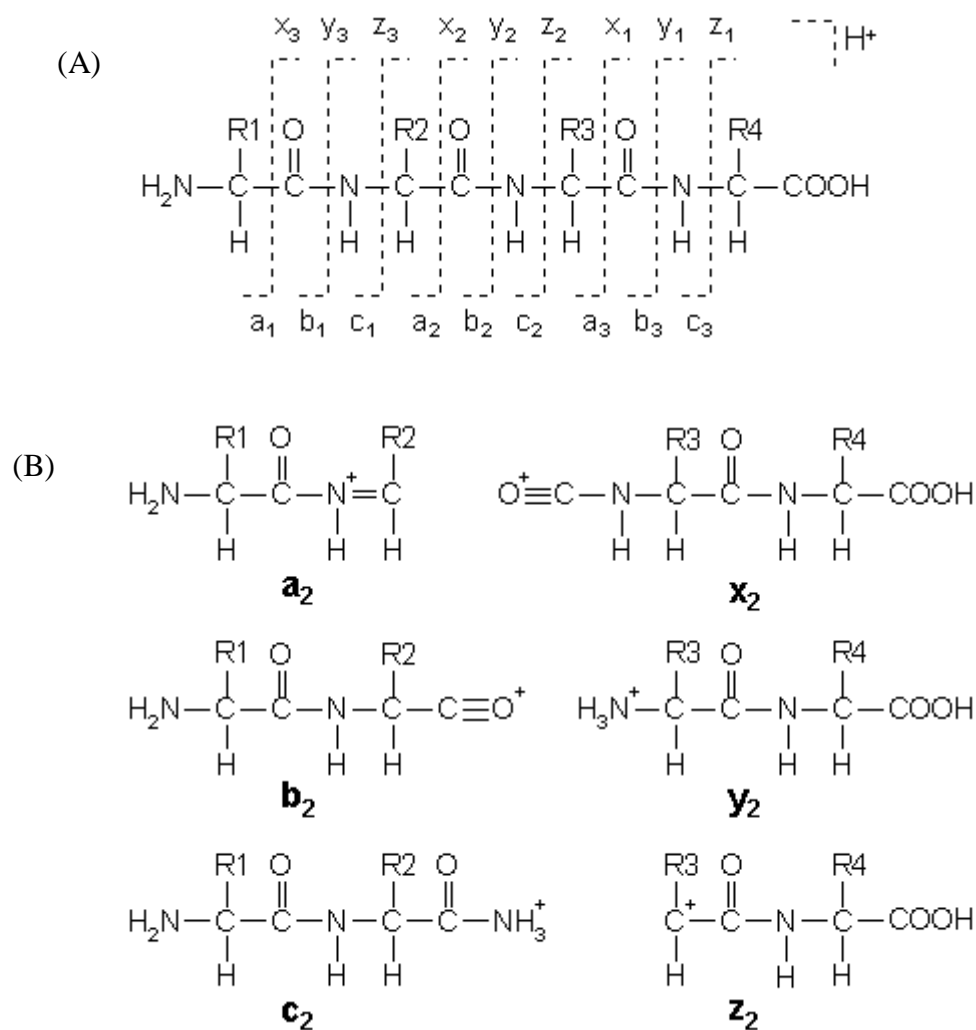 (A)
x₃ y₃ z₃ x₂ y₂ z₂ x₁ y₁ z₁ H⁺
R1 O R2 O R3 O R4
H₂N C C N C C N C C N C COOH
H H H H H H H
a₁ b₁ c₁ a₂ b₂ c₂ a₃ b₃ c₃
(B)
R1 O R2
H₂N C C N⁺ C
H H H
a₂
R3 O R4
O⁺ C N C C N C COOH
H H H H
x₂
R1 O R2
H₂N C C N C C O⁺
H H H
b₂
R3 O R4
H₃N⁺ C C N C COOH
H H H
y₂
R1 O R2 O
H₂N C C N C C NH₃⁺
H H H
c₂
R3 O R4
C⁺ C N C COOH
H H H
z₂